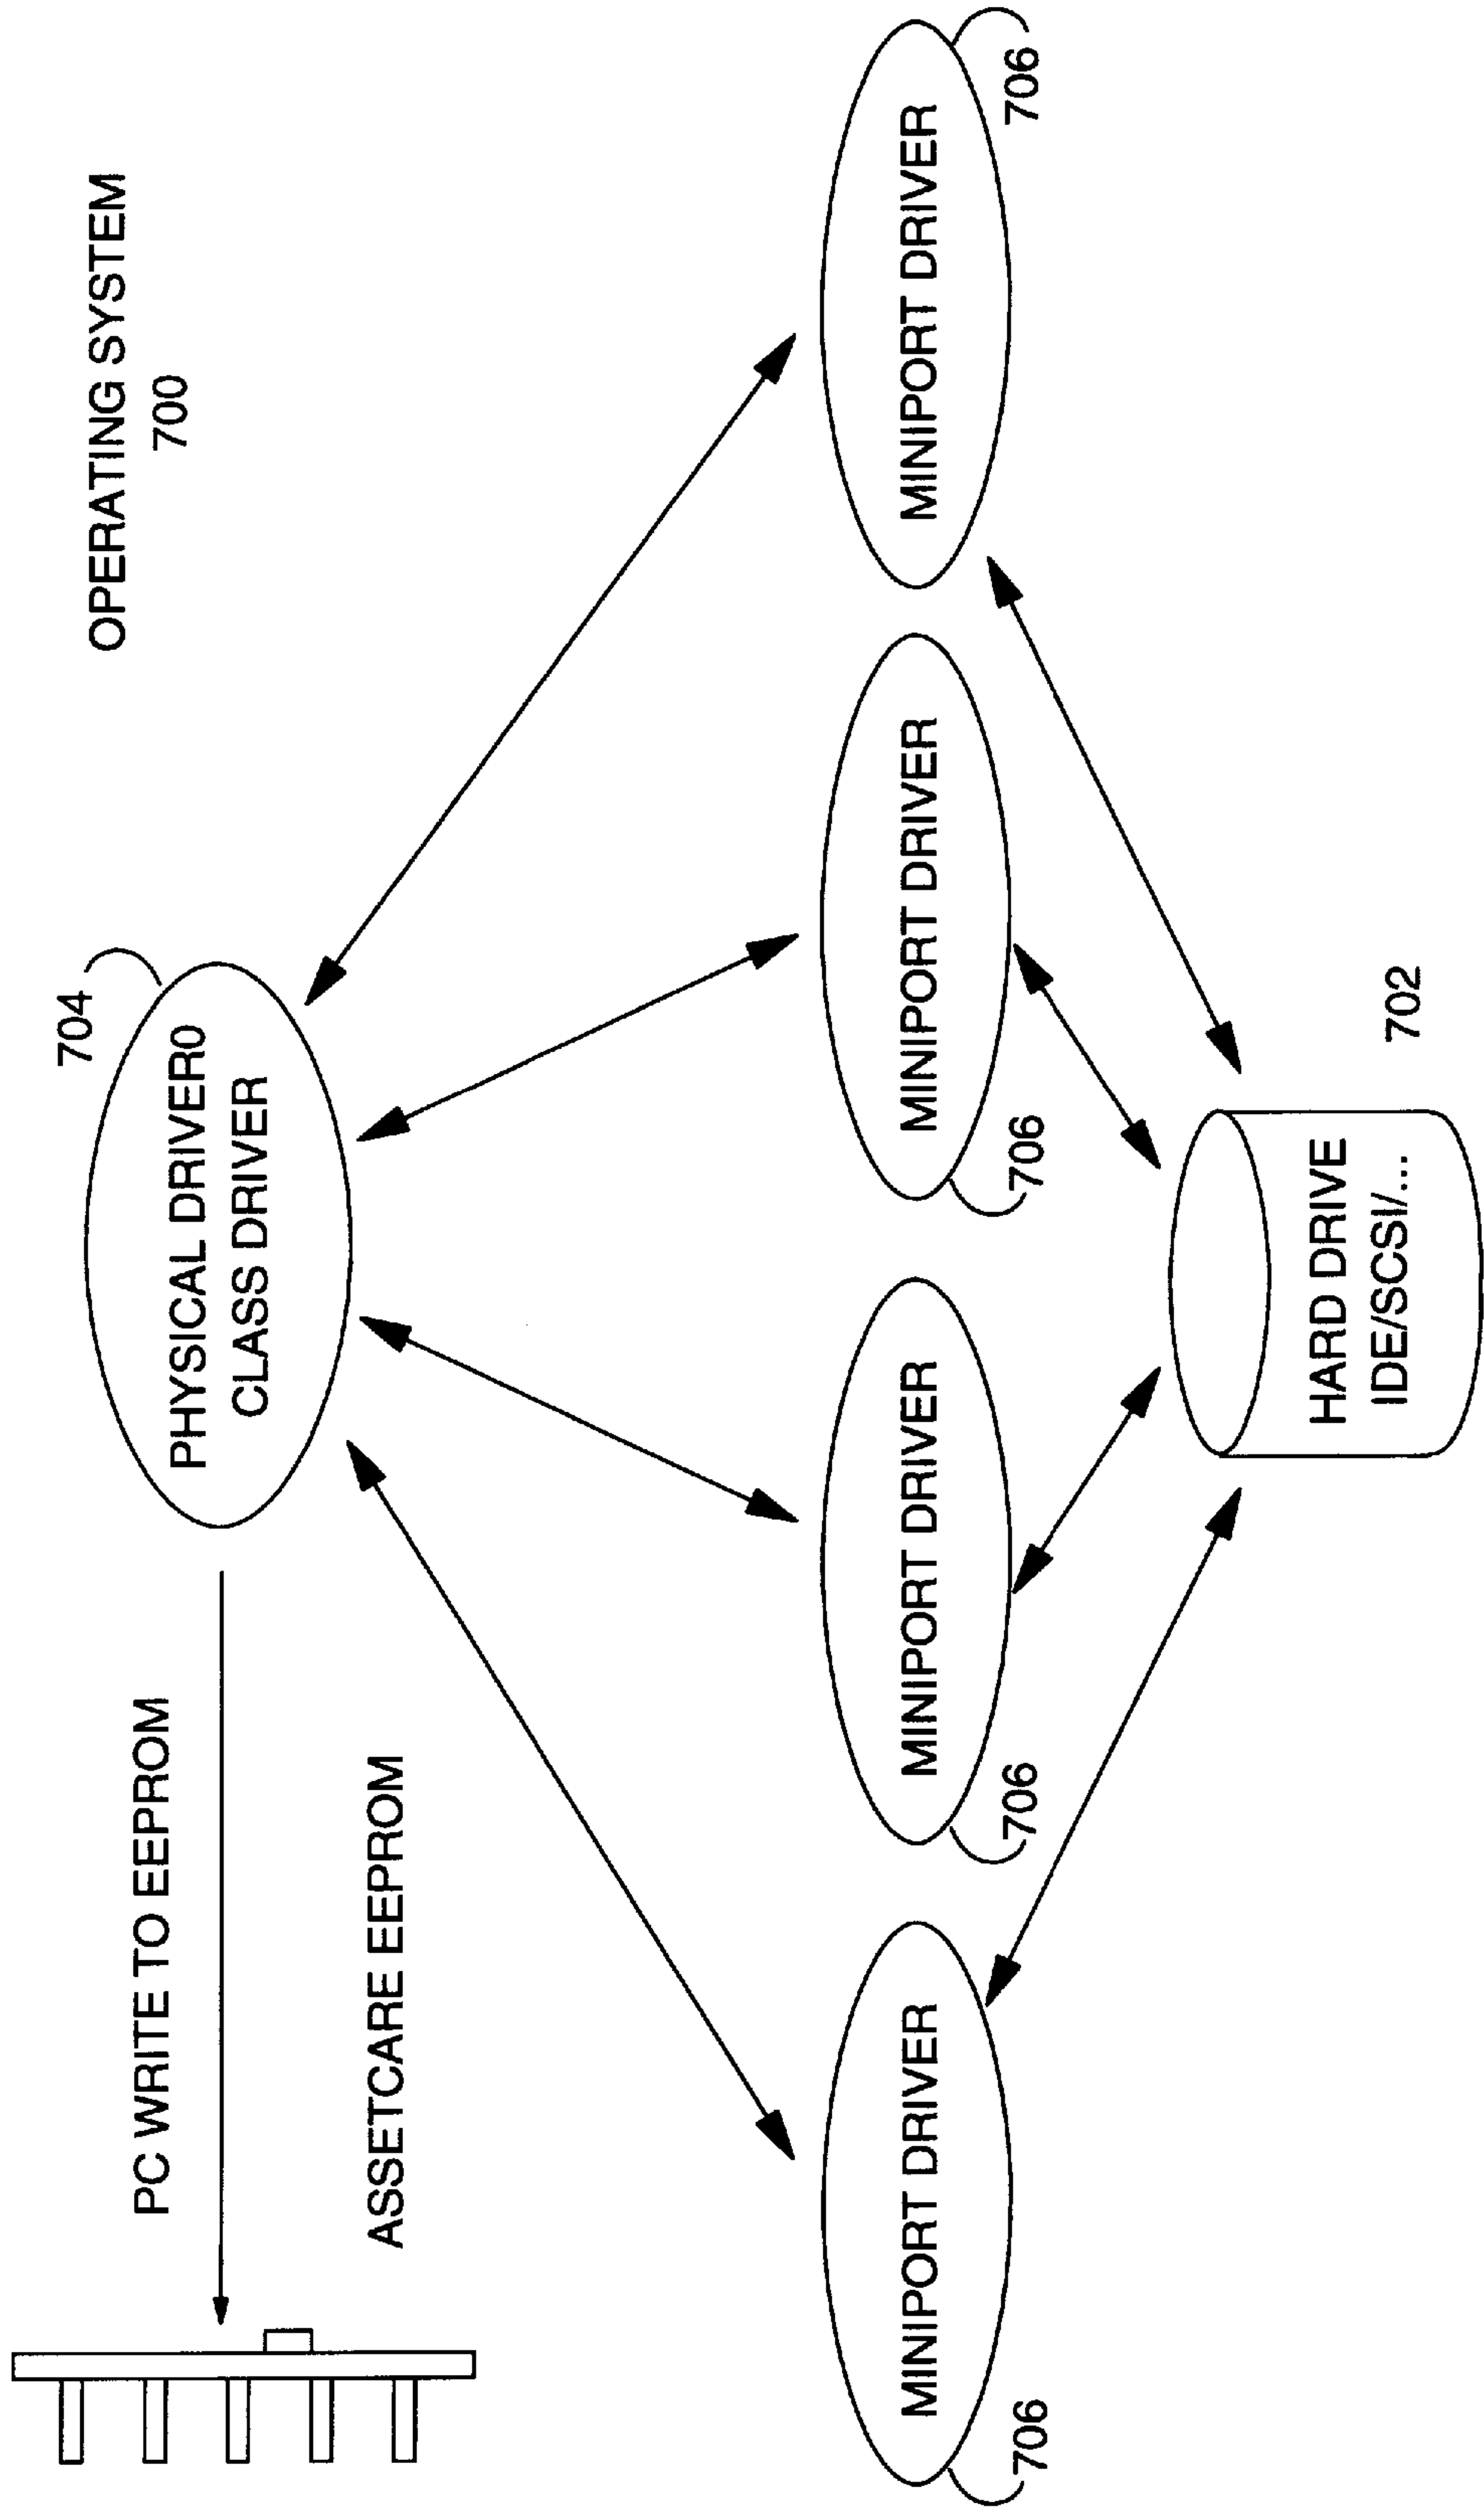 OPERATING SYSTEM
700
704
PHYSICAL DRIVER0
CLASS DRIVER
PC WRITE TO EEPROM
ASSETCARE EEPROM
MINIPORT DRIVER
706
MINIPORT DRIVER
706
MINIPORT DRIVER
706
MINIPORT DRIVER
706
HARD DRIVE
IDE/SCSI/...
702